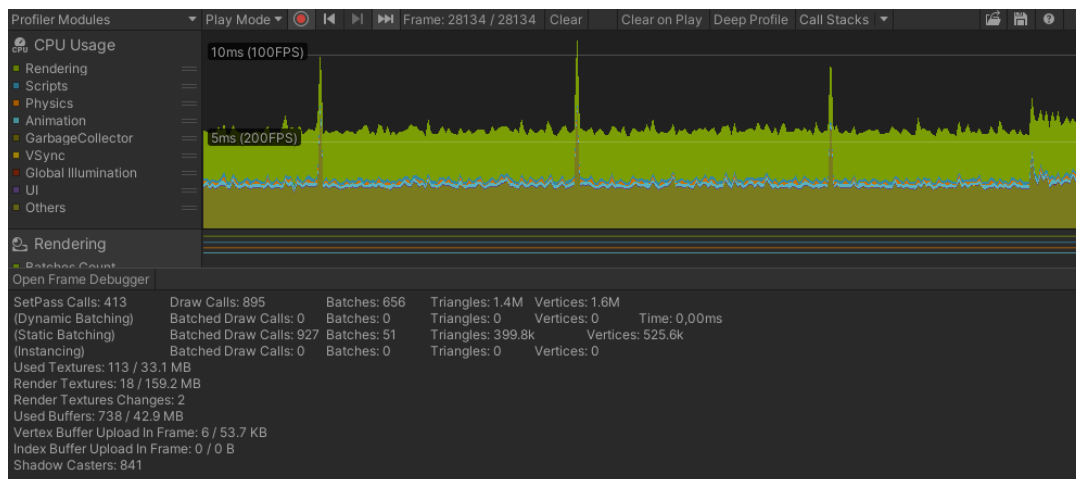 Profiler Modules Play Mode Frame: 28134 / 28134 Clear Clear on Play Deep Profile Call Stacks
CPU Usage
CPU
Rendering
Scripts
Physics
Animation
GarbageCollector
VSync
Global Illumination
UI
Others
10ms (100FPS)
5ms (200FPS)
Rendering
Batches Count
Open Frame Debugger
SetPass Calls: 413 Draw Calls: 895 Batches: 656 Triangles: 1.4M Vertices: 1.6M
(Dynamic Batching) Batched Draw Calls: 0 Batches: 0 Triangles: 0 Vertices: 0 Time: 0,00ms
(Static Batching) Batched Draw Calls: 927 Batches: 51 Triangles: 399.8k Vertices: 525.6k
(Instancing) Batched Draw Calls: 0 Batches: 0 Triangles: 0 Vertices: 0
Used Textures: 113 / 33.1 MB
Render Textures: 18 / 159.2 MB
Render Textures Changes: 2
Used Buffers: 738 / 42.9 MB
Vertex Buffer Upload In Frame: 6 / 53.7 KB
Index Buffer Upload In Frame: 0 / 0 B
Shadow Casters: 841